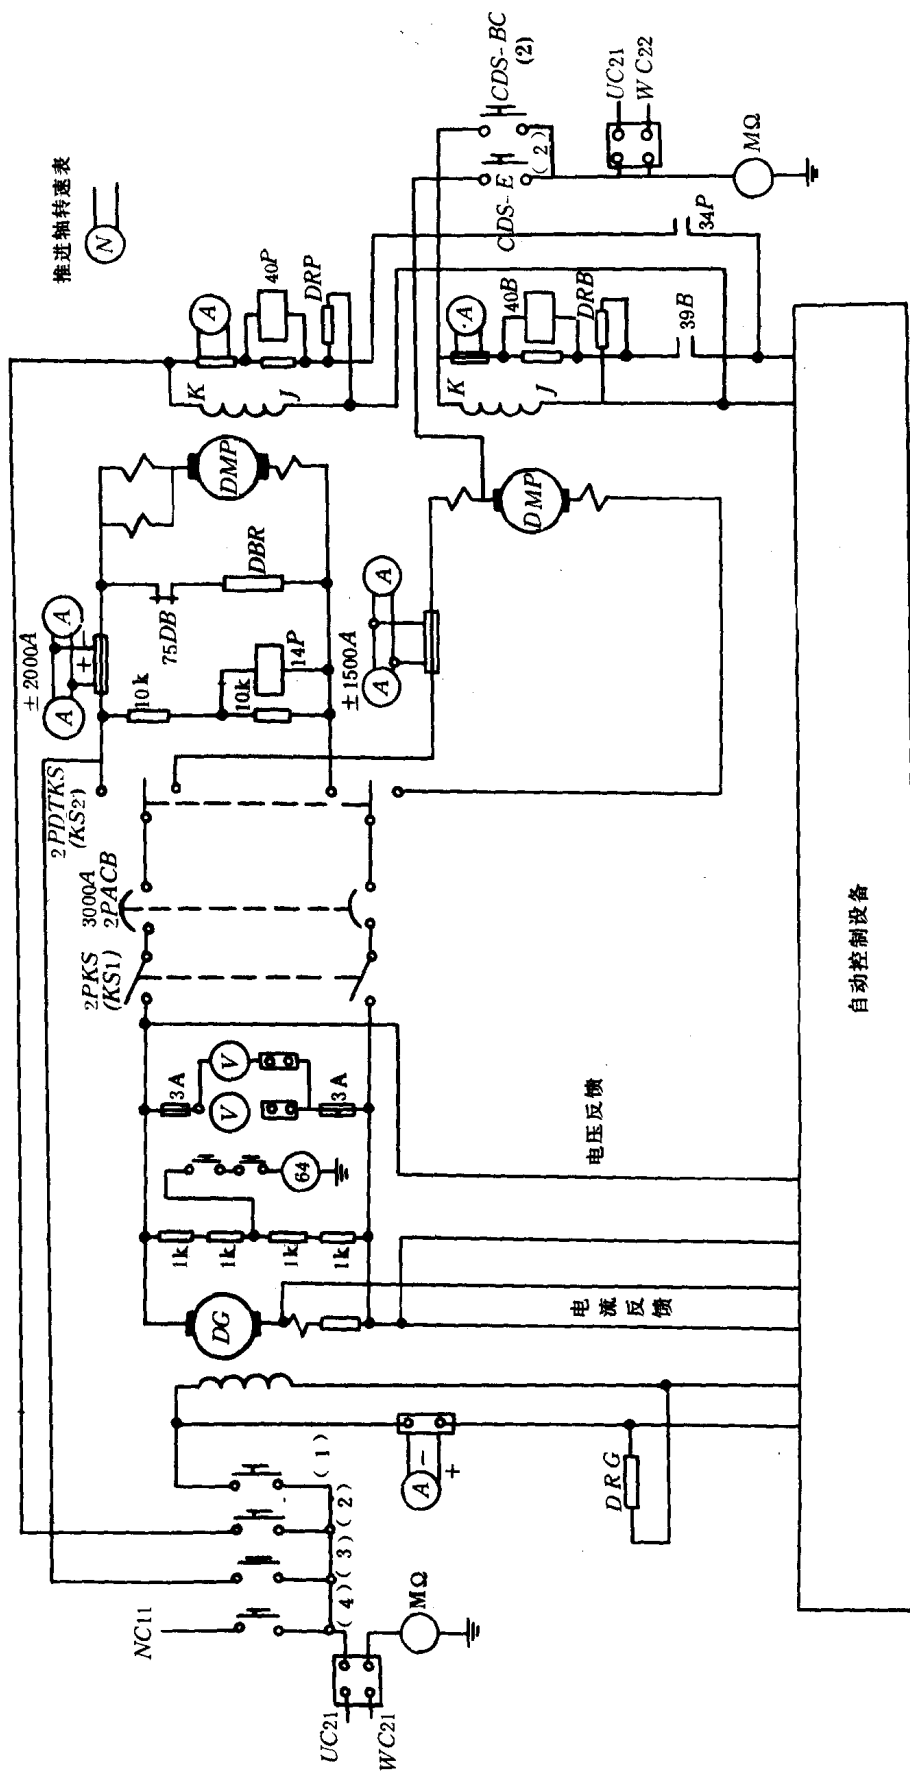 推进轴转速表
N
CDS-BC
(2)
UC21
WC22
MΩ
CDS-E
(2)
34P
40P
DRP
A
K
J
40B
DRB
39B
A
K
J
DMP
DMP
DBR
75DB
14P
10k
10k
±2000A
A
A
+
−
±1500A
A
A
2PDTKS
(KS2)
3000A
2PACB
2PKS
(KS1)
3A
V
V
3A
64
1k
1k
1k
1k
DG
电压反馈
电流反馈
自动控制设备
(1)
(2)
(3)
(4)
A
−
+
DRG
NC11
MΩ
UC21
WC21